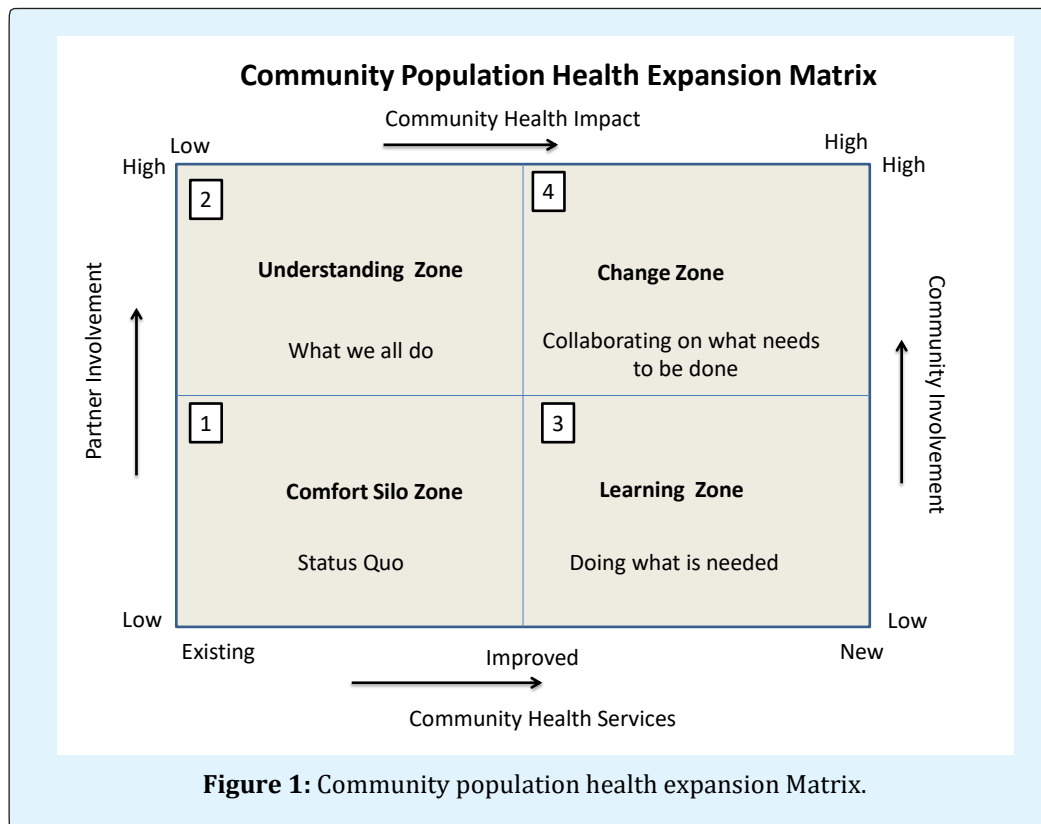 Community Population Health Expansion Matrix
Community Health Impact
Low
High
High
High
2
4
Understanding Zone
Change Zone
What we all do
Collaborating on what needs
to be done
Partner Involvement
Community Involvement
1
3
Comfort Silo Zone
Learning Zone
Status Quo
Doing what is needed
Low
Low
Existing
Improved
New
Community Health Services
Figure 1: Community population health expansion Matrix.